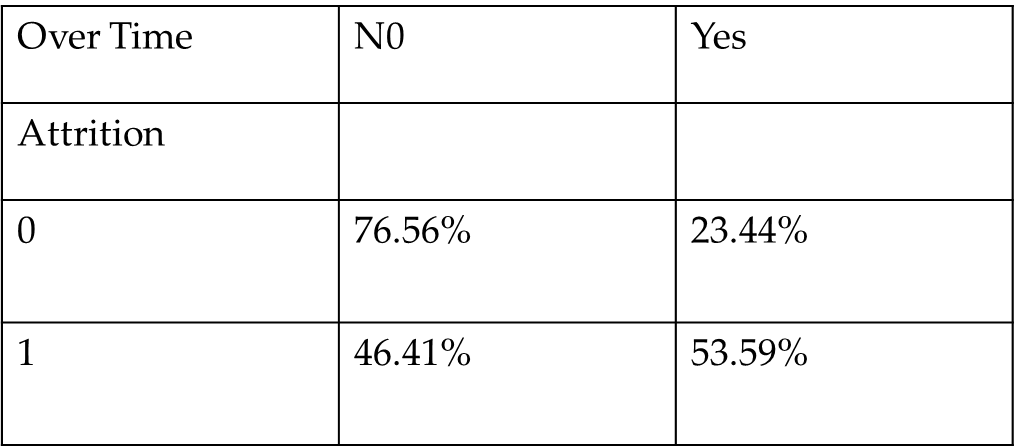 Over Time N0 Yes
Attrition
0 76.56% 23.44%
1 46.41% 53.59%